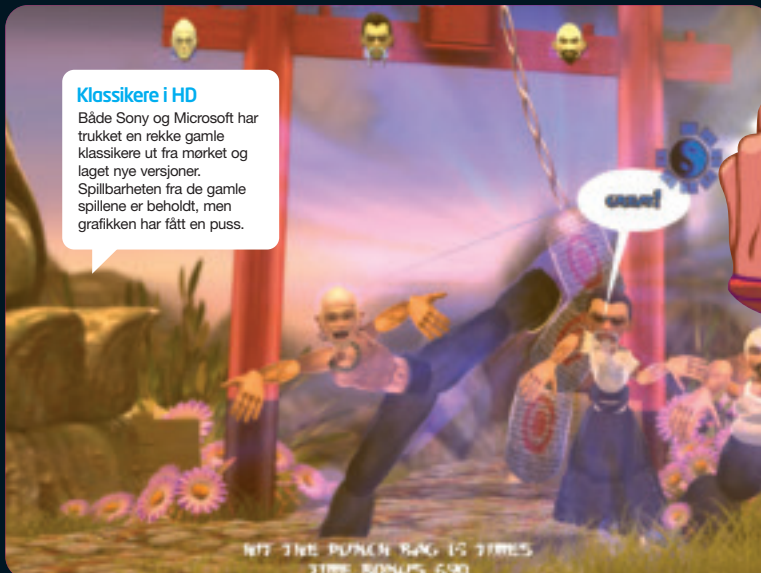 Klassikere i HD
Både Sony og Microsoft har
trukket en rekke gamle
klassikere ut fra mørket og
laget nye versjoner.
Spillbarheten fra de gamle
spillene er beholdt, men
grafikken har fått en puss.
HIT THE PUNCH BAG 15 TIMES
TIME BONUS 690